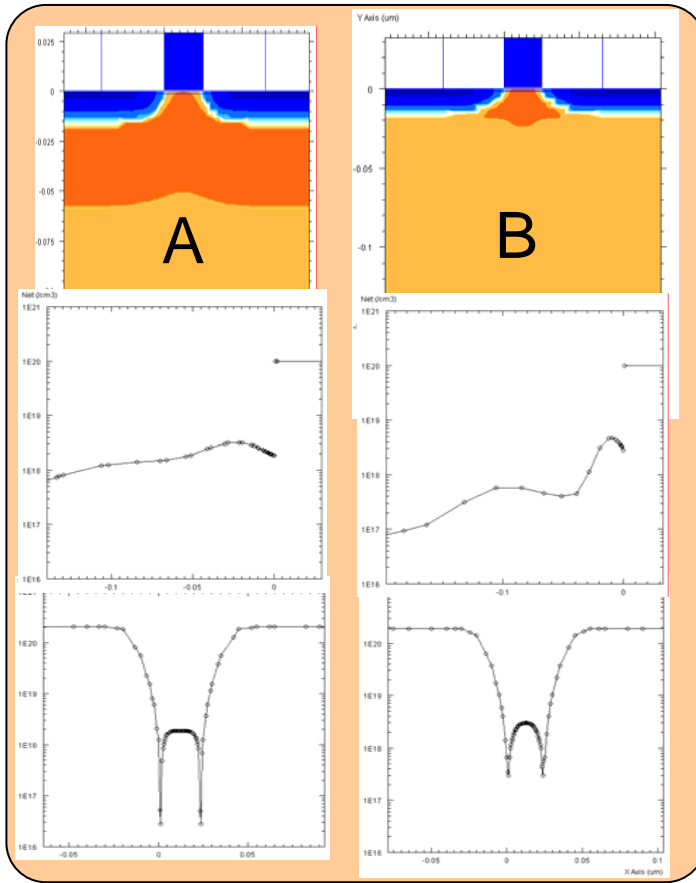 Y Axis (um)
0.025
0
-0.025
-0.05
-0.075
A
0
-0.05
-0.1
B
Net (/cm3)
1E21
1E20
1E19
1E18
1E17
1E16
-0.1
-0.05
0
Net (/cm3)
1E21
1E20
1E19
1E18
1E17
1E16
-0.1
0
1E20
1E19
1E18
1E17
1E16
-0.05
0
0.05
1E20
1E19
1E18
1E17
1E16
-0.05
0
0.05
0.1
X Axis (um)